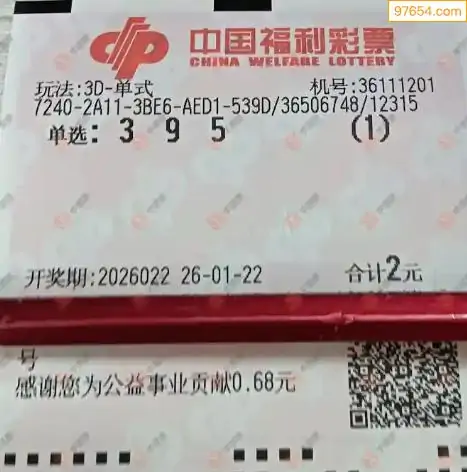 97654.com
中国福利彩票
CHINA WELFARE LOTTERY
玩法:3D-单式 机号:36111201
7240-2A11-3BE6-AED1-539D/36506748/12315
单选: 3 9 5 (1)
开奖期:2026022 26-01-22 合计2元
号
感谢您为公益事业贡献0.68元